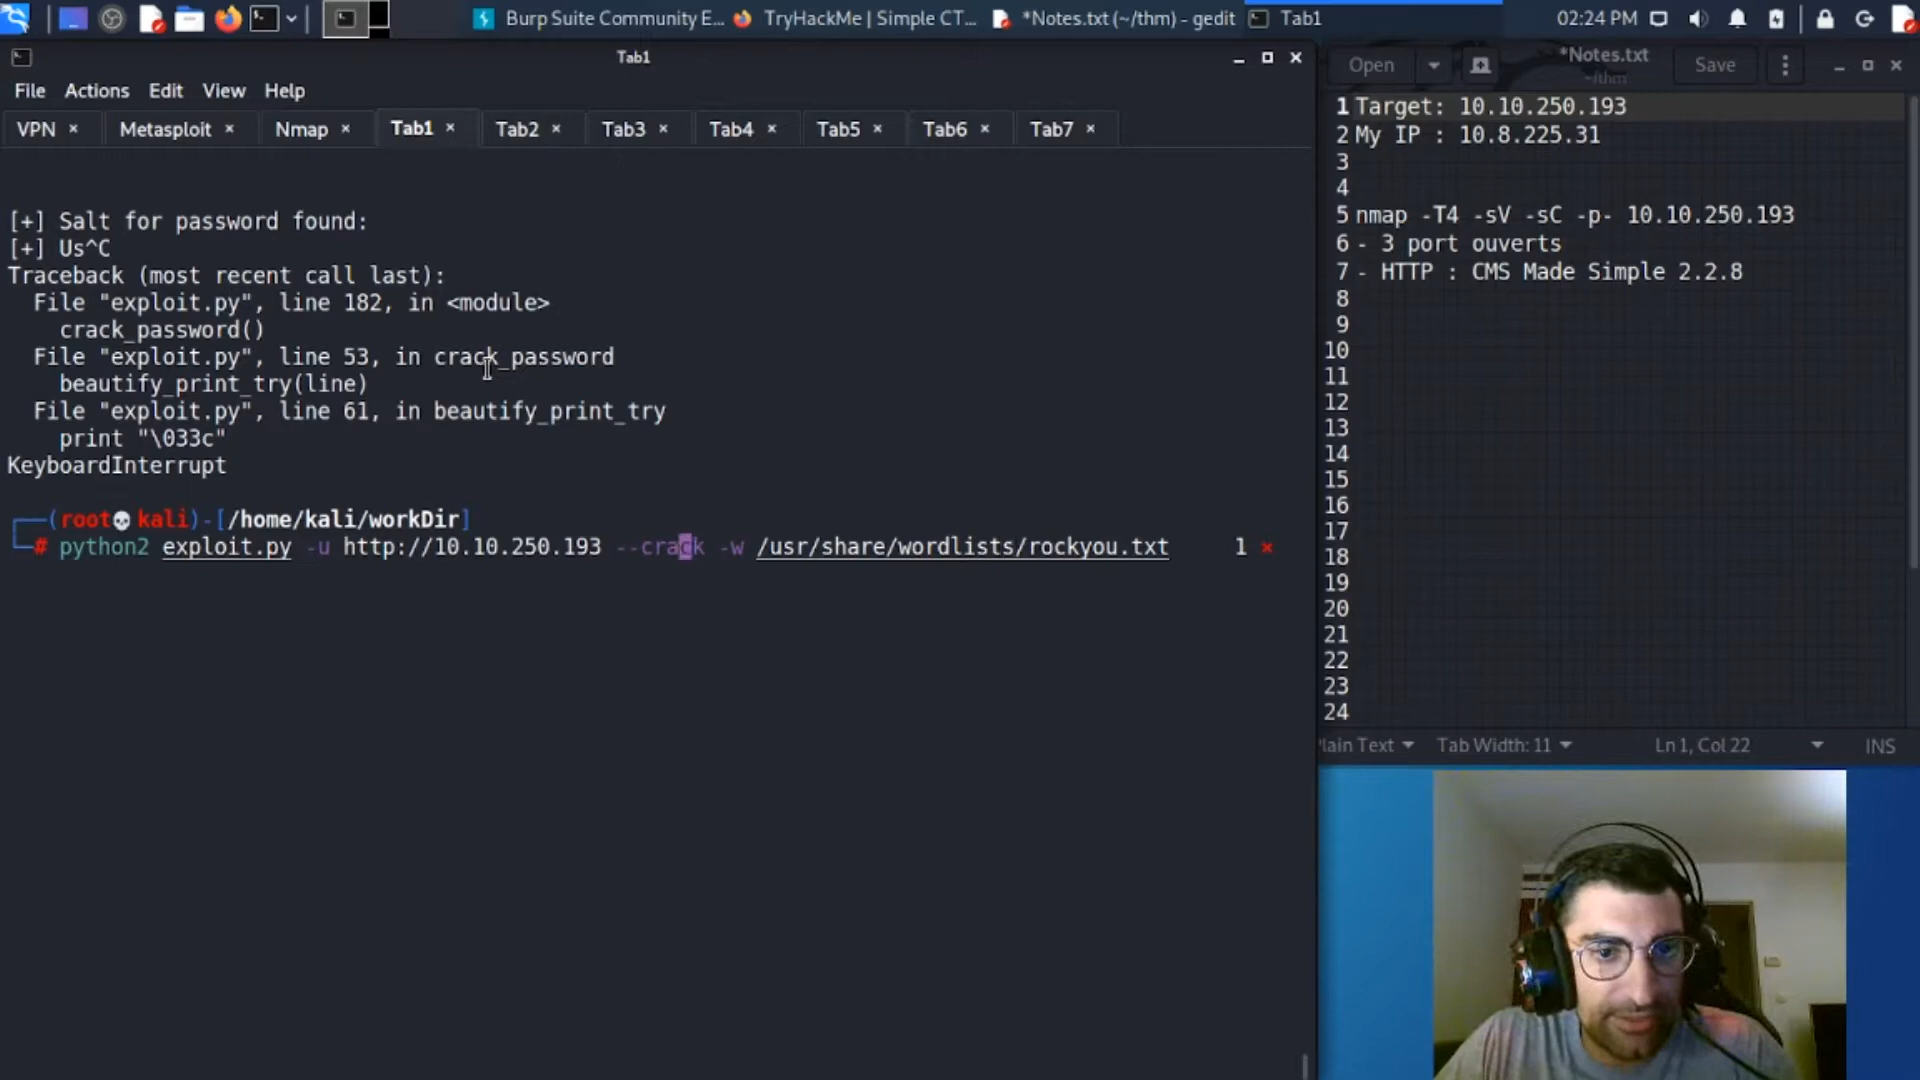 Burp Suite Community E...
TryHackMe | Simple CT...
*Notes.txt (~/thm) - gedit
Tab1
02:24 PM
Tab1
File Actions Edit View Help
VPN × Metasploit × Nmap × Tab1 × Tab2 × Tab3 × Tab4 × Tab5 × Tab6 × Tab7 ×
[+] Salt for password found:
[+] Us^C
Traceback (most recent call last):
File "exploit.py", line 182, in <module>
crack_password()
File "exploit.py", line 53, in crack_password
beautify_print_try(line)
File "exploit.py", line 61, in beautify_print_try
print "\033c"
KeyboardInterrupt
┌──(root💀kali)-[/home/kali/workDir]
└─# python2 exploit.py -u http://10.10.250.193 --crack -w /usr/share/wordlists/rockyou.txt 1 ×
Open
*Notes.txt
~/thm
Save
1 Target: 10.10.250.193
2 My IP : 10.8.225.31
3
4
5 nmap -T4 -sV -sC -p- 10.10.250.193
6 - 3 port ouverts
7 - HTTP : CMS Made Simple 2.2.8
8
9
10
11
12
13
14
15
16
17
18
19
20
21
22
23
24
lain Text Tab Width: 11 Ln 1, Col 22 INS